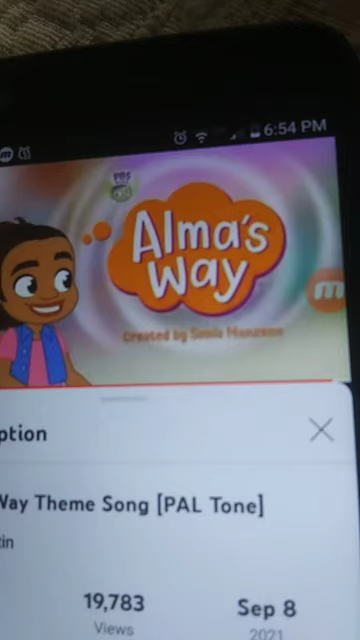 6:54 PM
PBS
Alma's
Way
Created by Sonia Manzano
m
ption
Way Theme Song [PAL Tone]
tin
19,783
Sep 8
Views
2021